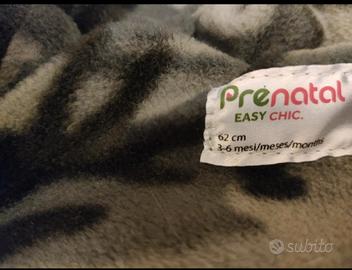 Prénatal
EASY CHIC.
62 cm
3-6 mesi/meses/months
subito